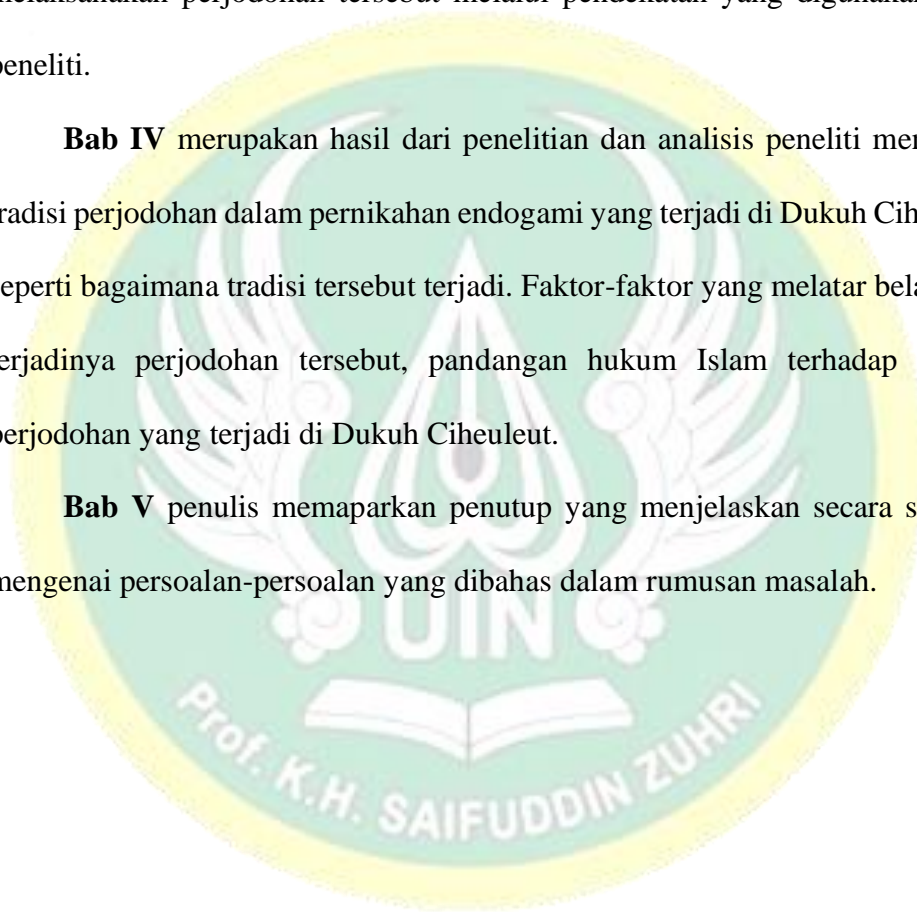 melaksanakan perjodohan tersebut melalui pendekatan yang digunakan
peneliti.
Bab IV merupakan hasil dari penelitian dan analisis peneliti mer
radisi perjodohan dalam pernikahan endogami yang terjadi di Dukuh Cih
seperti bagaimana tradisi tersebut terjadi. Faktor-faktor yang melatar bela
terjadinya perjodohan tersebut, pandangan hukum Islam terhadap
perjodohan yang terjadi di Dukuh Ciheuleut.
Bab V penulis memaparkan penutup yang menjelaskan secara s
mengenai persoalan-persoalan yang dibahas dalam rumusan masalah.
UIN
Prof. K.H. SAIFUDDIN ZUHRI